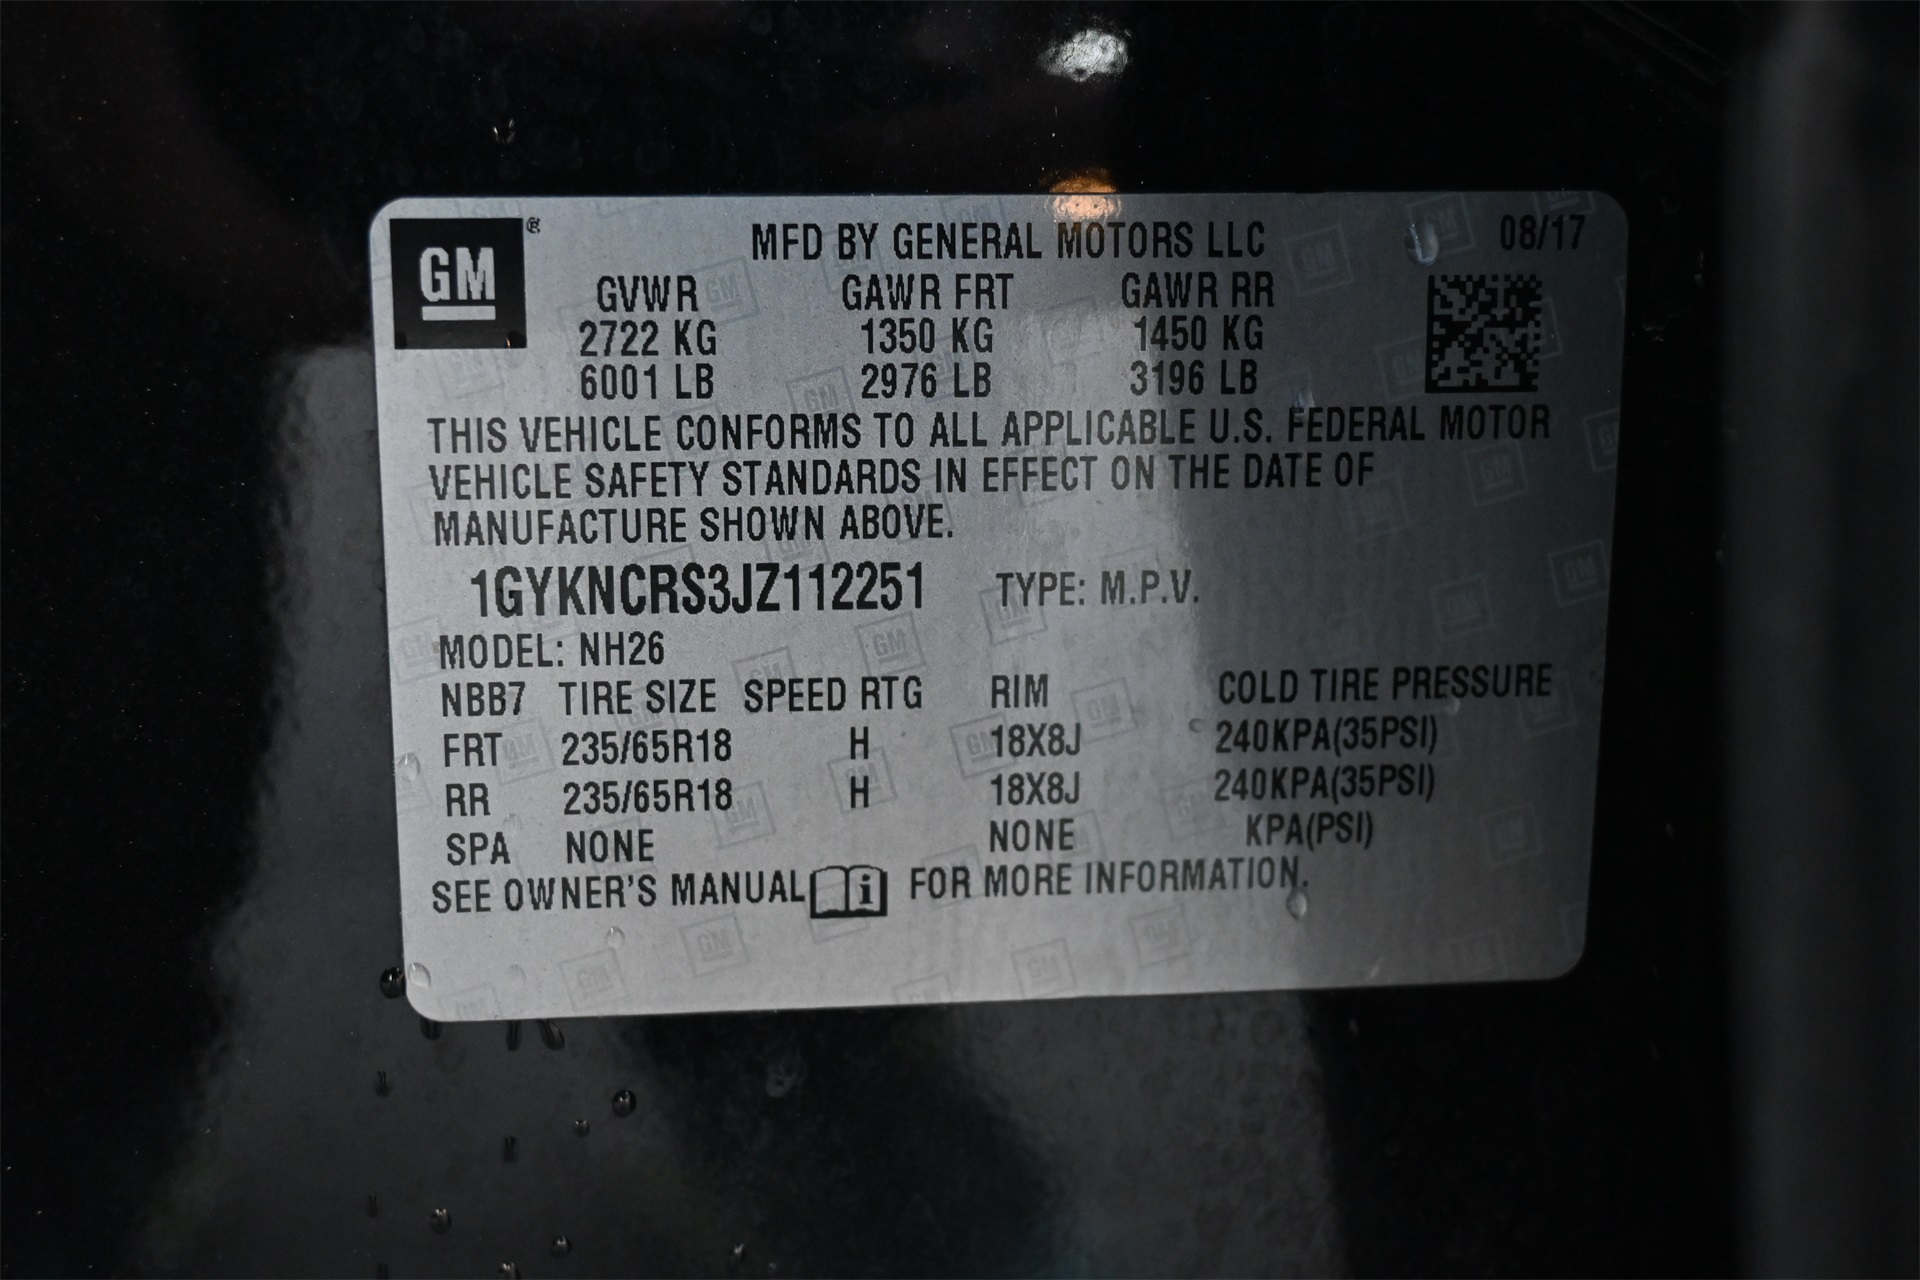 GM ® MFD BY GENERAL MOTORS LLC 08/17
GVWR GAWR FRT GAWR RR
2722 KG 1350 KG 1450 KG
6001 LB 2976 LB 3196 LB
THIS VEHICLE CONFORMS TO ALL APPLICABLE U.S. FEDERAL MOTOR
VEHICLE SAFETY STANDARDS IN EFFECT ON THE DATE OF
MANUFACTURE SHOWN ABOVE.
1GYKNCRS3JZ112251 TYPE: M.P.V.
MODEL: NH26
NBB7 TIRE SIZE SPEED RTG RIM COLD TIRE PRESSURE
FRT 235/65R18 H 18X8J 240KPA(35PSI)
RR 235/65R18 H 18X8J 240KPA(35PSI)
SPA NONE NONE KPA(PSI)
SEE OWNER'S MANUAL i FOR MORE INFORMATION.